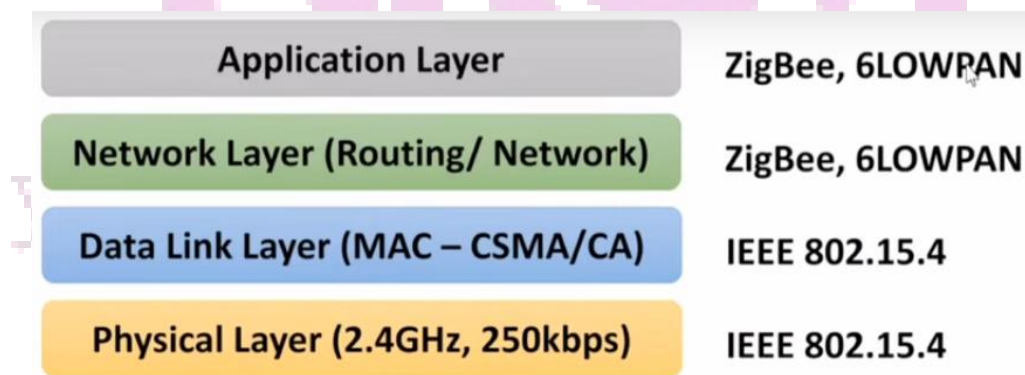 Application Layer ZigBee, 6LOWPAN
Network Layer (Routing/ Network) ZigBee, 6LOWPAN
Data Link Layer (MAC – CSMA/CA) IEEE 802.15.4
Physical Layer (2.4GHz, 250kbps) IEEE 802.15.4